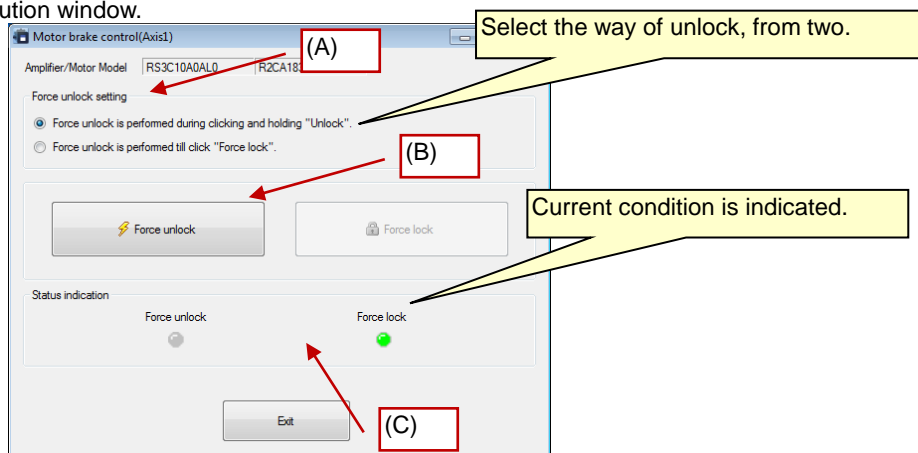 ution window.
Select the way of unlock, from two.
Motor brake control(Axis1)
(A)
Amplifier/Motor Model RS3C10A0AL0 R2CA18
Force unlock setting
Force unlock is performed during clicking and holding "Unlock".
Force unlock is performed till click "Force lock".
(B)
Current condition is indicated.
Force unlock
Force lock
Status indication
Force unlock
Force lock
Exit
(C)